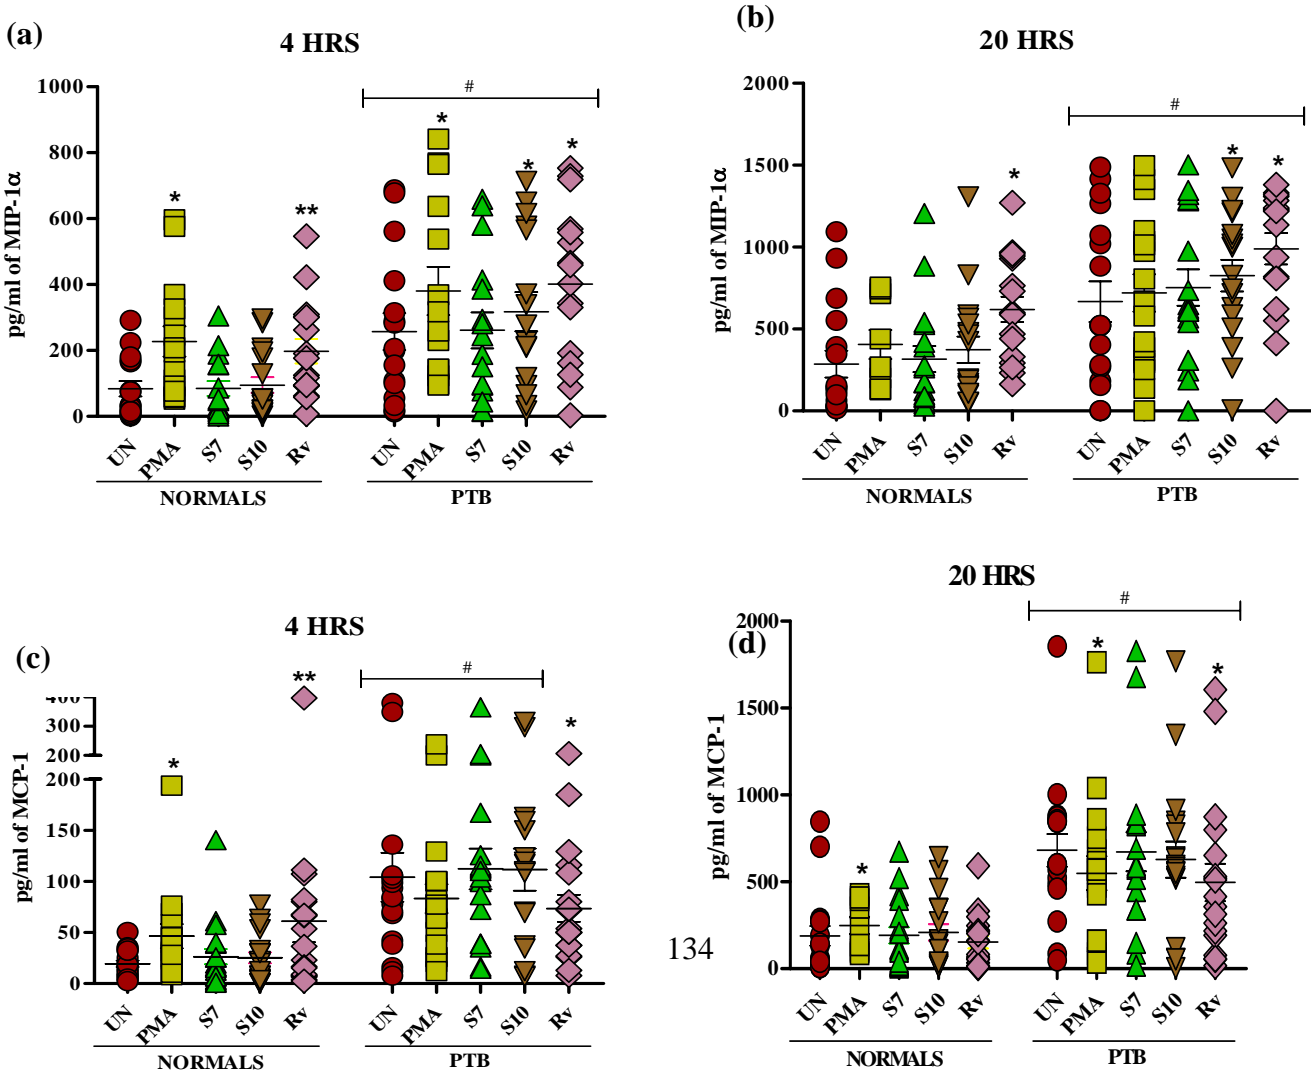 (a)
4 HRS
pg/ml of MIP-1α
1000
800
600
400
200
0
#
*
**
*
*
*
UN PMA S7 S10 Rv UN PMA S7 S10 Rv
NORMALS PTB
(b)
20 HRS
pg/ml of MIP-1α
2000
1500
1000
500
0
#
*
*
*
UN PMA S7 S10 Rv UN PMA S7 S10 Rv
NORMALS PTB
(c)
4 HRS
pg/ml of MCP-1
400
300
200
200
150
100
50
0
#
*
**
*
UN PMA S7 S10 Rv UN PMA S7 S10 Rv
NORMALS PTB
(d)
20 HRS
pg/ml of MCP-1
2000
1500
1000
500
0
#
*
*
*
UN PMA S7 S10 Rv UN PMA S7 S10 Rv
NORMALS PTB
134